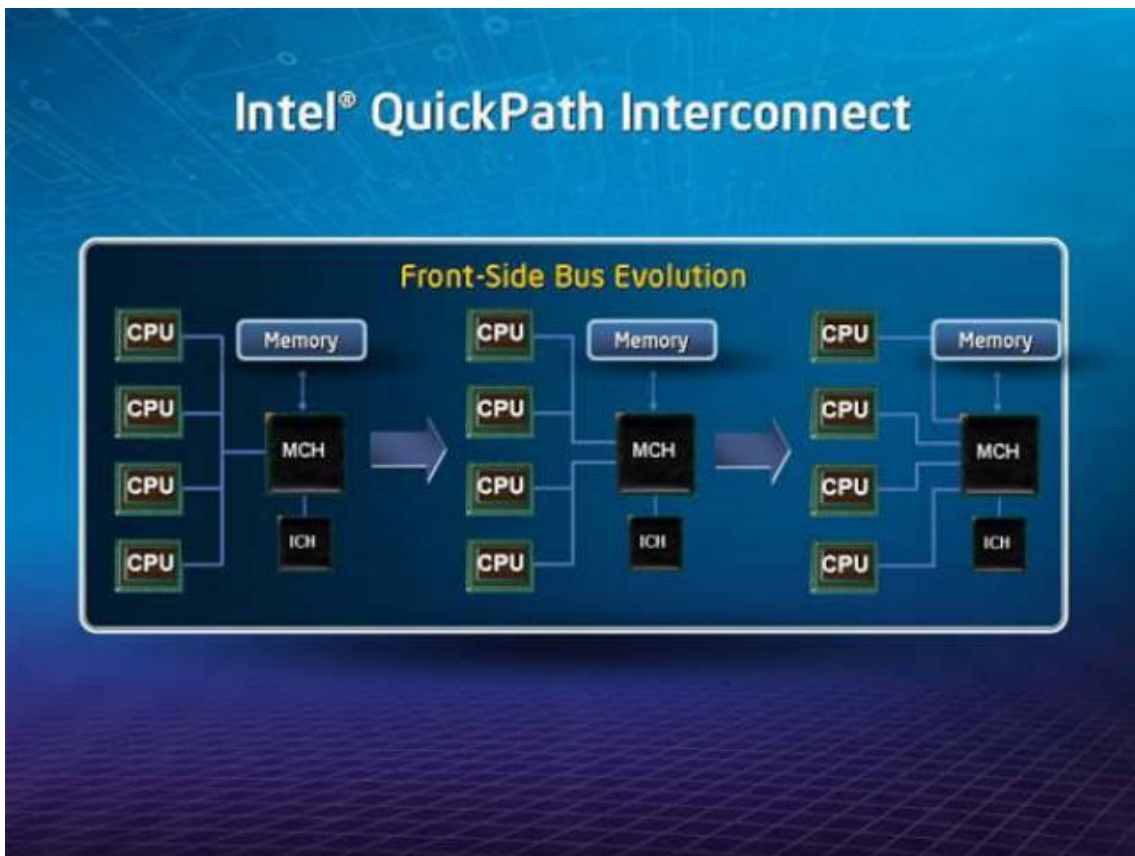 Intel® QuickPath Interconnect
Front-Side Bus Evolution
CPU
CPU
CPU
CPU
Memory
MCH
ICH
CPU
CPU
CPU
CPU
Memory
MCH
ICH
CPU
CPU
CPU
CPU
Memory
MCH
ICH